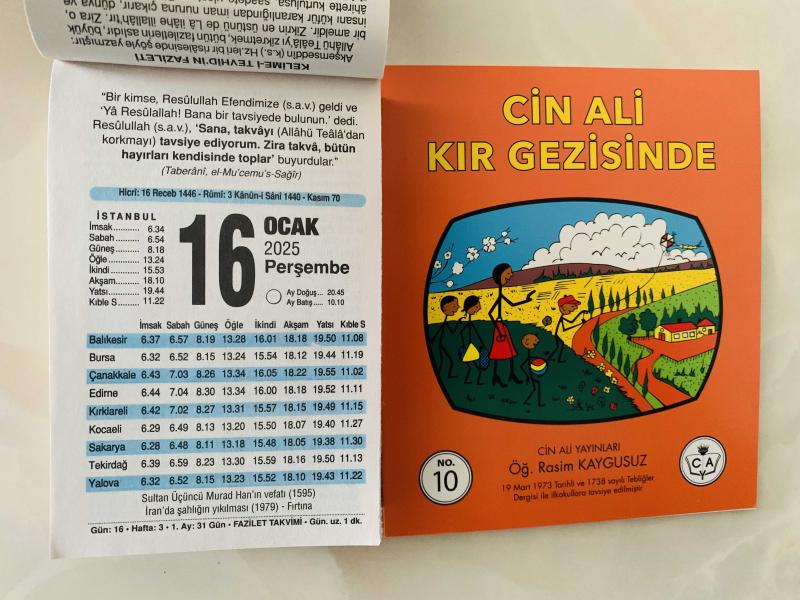 KELİME-İ TEVHİD'İN FAZİLETİ
Akşemseddîn (k.s.) Hz.leri bir risâlesinde şöyle yazmıştır:
Allâhü Teâlâ'yı zikretmek, bütün faziletlerin aslıdır, büyük
bir ameldir. Zikrin en üstünü de Lâ ilâhe illallâh'tır. Zira,
insanı küfür karanlığından iman nuruna çıkarır, dünya ve
"Bir kimse, Resûlullah Efendimize (s.a.v.) geldi ve
'Yâ Resûlallah! Bana bir tavsiyede bulunun.' dedi.
Resûlullah (s.a.v.), 'Sana, takvâyı (Allâhü Teâlâ'dan
korkmayı) tavsiye ediyorum. Zira takvâ, bütün
hayırları kendisinde toplar' buyurdular."
(Taberânî, el-Mu'cemu's-Sağîr)
Hicrî: 16 Receb 1446 - Rûmî: 3 Kânûn-i Sânî 1440 - Kasım 70
İSTANBUL
İmsak 6.34
Sabah 6.54
Güneş 8.18
Öğle 13.24
İkindi 15.53
Akşam 18.10
Yatsı 19.44
Kıble S 11.22
16
OCAK
2025
Perşembe
Ay Doğuş... 20.45
Ay Batış..... 10.10
İmsak Sabah Güneş Öğle İkindi Akşam Yatsı Kıble S
Balıkesir 6.37 6.57 8.19 13.28 16.01 18.18 19.50 11.08
Bursa 6.32 6.52 8.15 13.24 15.54 18.12 19.44 11.19
Çanakkale 6.43 7.03 8.26 13.34 16.05 18.22 19.55 11.02
Edirne 6.44 7.04 8.30 13.34 16.00 18.18 19.52 11.11
Kırklareli 6.42 7.02 8.27 13.31 15.57 18.15 19.49 11.15
Kocaeli 6.29 6.49 8.13 13.20 15.50 18.07 19.40 11.27
Sakarya 6.28 6.48 8.11 13.18 15.48 18.05 19.38 11.30
Tekirdağ 6.39 6.59 8.23 13.30 15.59 18.16 19.50 11.13
Yalova 6.32 6.52 8.15 13.23 15.52 18.10 19.43 11.22
Sultan Üçüncü Murad Han'ın vefatı (1595)
İran'da şahlığın yıkılması (1979) - Fırtına
Gün: 16 • Hafta: 3 • 1. Ay: 31 Gün • FAZİLET TAKVİMİ • Gün. uz. 1 dk.
CİN ALİ
KIR GEZİSİNDE
NO.
10
CİN ALİ YAYINLARI
Öğ. Rasim KAYGUSUZ
19 Mart 1973 Tarihli ve 1738 sayılı Tebliğler
Dergisi ile ilkokullara tavsiye edilmiştir
C A
Y